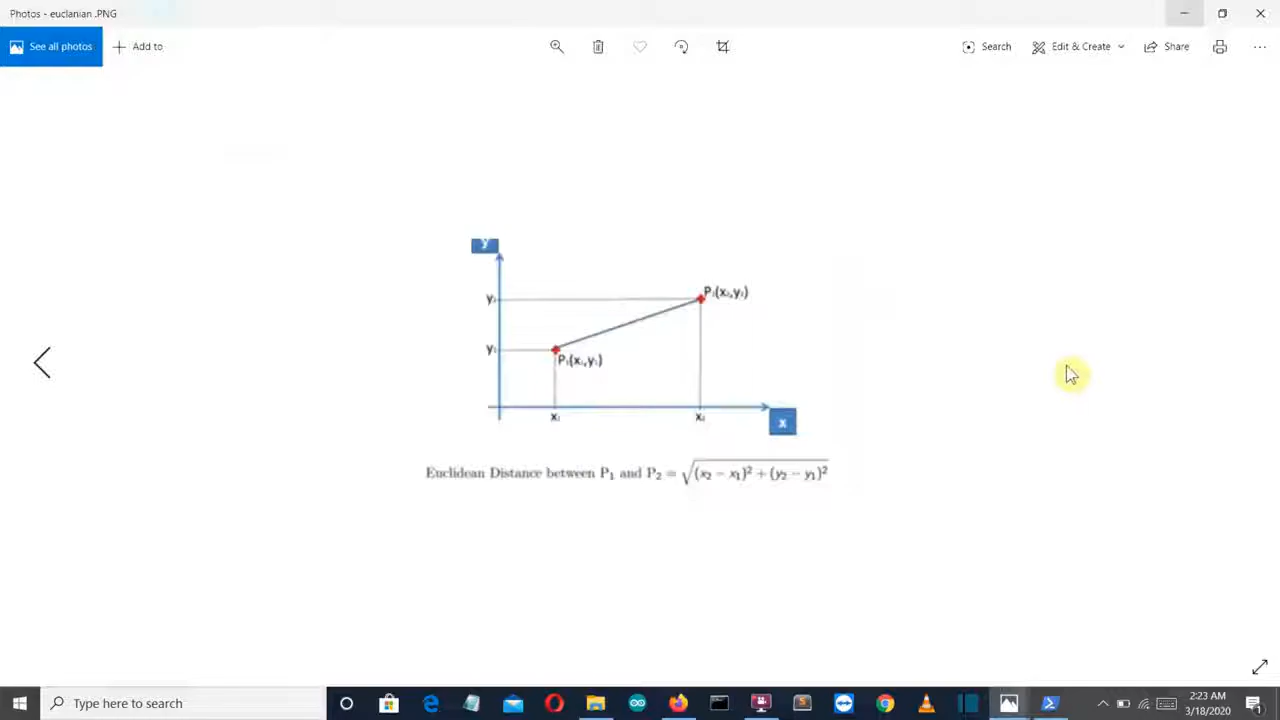 Photos - euclanian .PNG
See all photos
Add to
Search
Edit & Create
Share
y
y₂
P₂(x₂,y₂)
y₁
P₁(x₁,y₁)
x₁
x₂
x
Euclidean Distance between P₁ and P₂ = √(x₂ − x₁)² + (y₂ − y₁)²
Type here to search
2:23 AM
3/18/2020
1